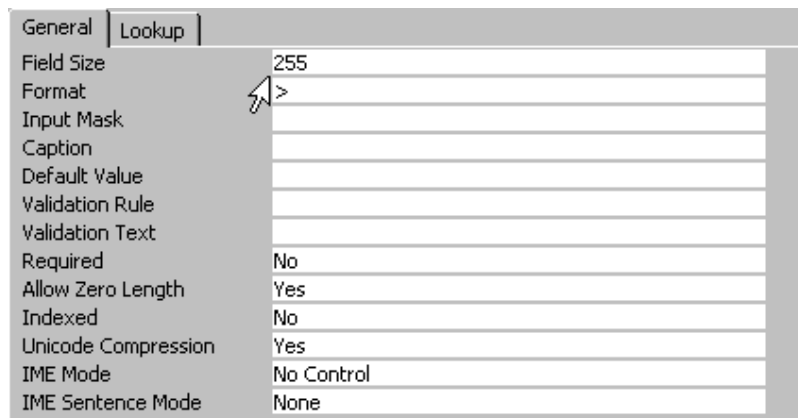 General Lookup
Field Size 255
Format >
Input Mask
Caption
Default Value
Validation Rule
Validation Text
Required No
Allow Zero Length Yes
Indexed No
Unicode Compression Yes
IME Mode No Control
IME Sentence Mode None